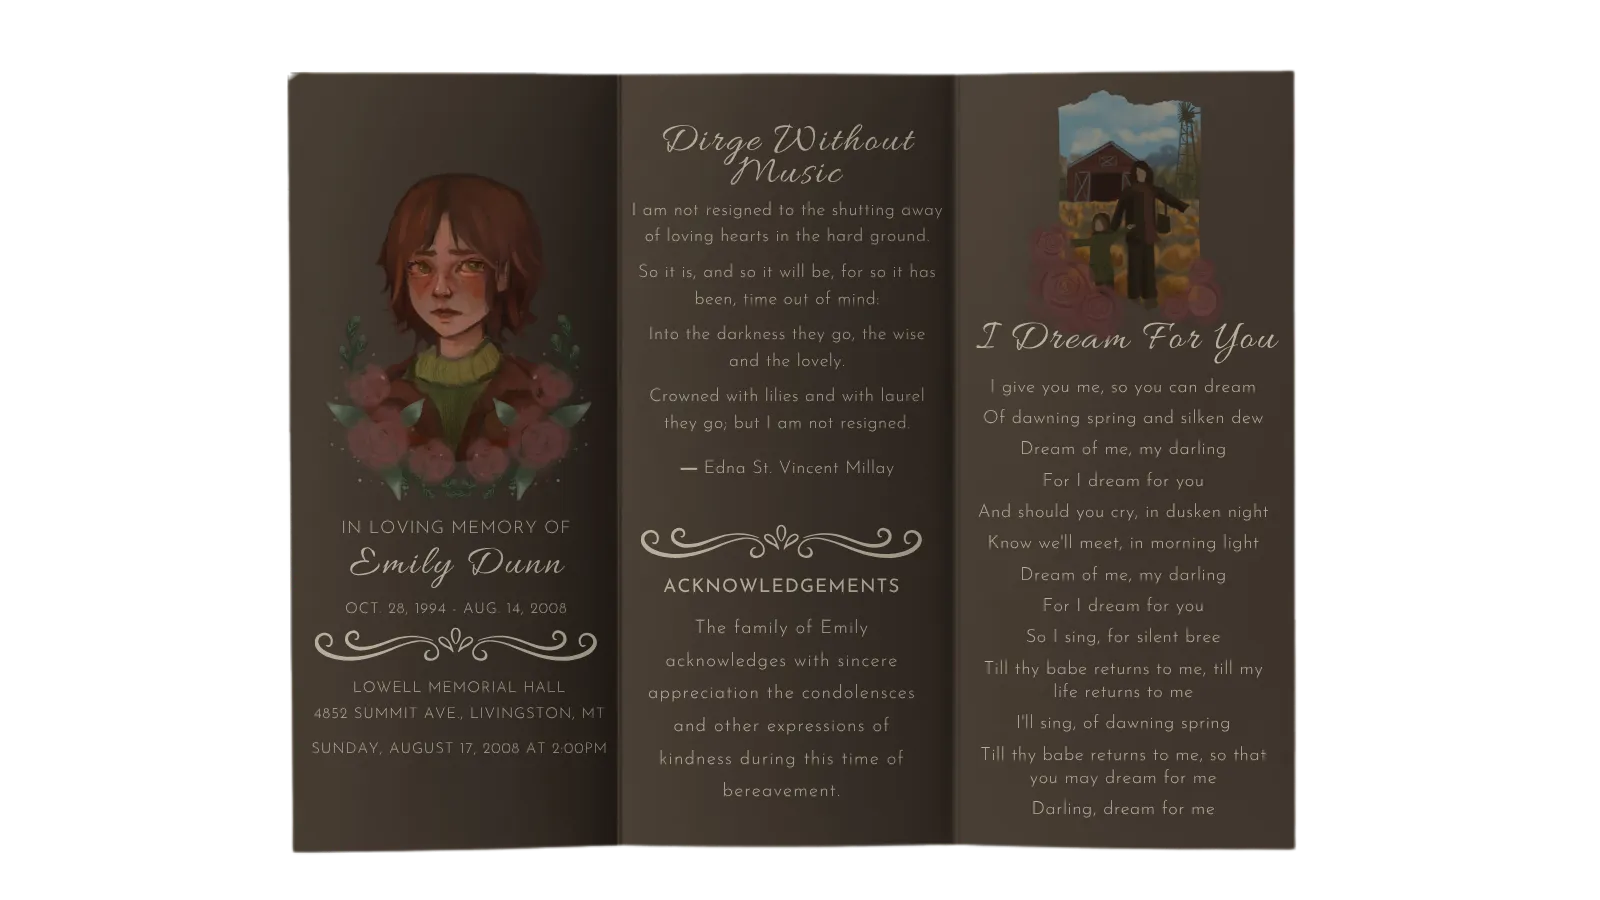 IN LOVING MEMORY OF
Emily Dunn
OCT. 28, 1994 - AUG. 14, 2008
LOWELL MEMORIAL HALL
4852 SUMMIT AVE., LIVINGSTON, MT
SUNDAY, AUGUST 17, 2008 AT 2:00PM
Dirge Without
Music
I am not resigned to the shutting away
of loving hearts in the hard ground.
So it is, and so it will be, for so it has
been, time out of mind:
Into the darkness they go, the wise
and the lovely.
Crowned with lilies and with laurel
they go; but I am not resigned.
— Edna St. Vincent Millay
ACKNOWLEDGEMENTS
The family of Emily
acknowledges with sincere
appreciation the condolensces
and other expressions of
kindness during this time of
bereavement.
I Dream For You
I give you me, so you can dream
Of dawning spring and silken dew
Dream of me, my darling
For I dream for you
And should you cry, in dusken night
Know we'll meet, in morning light
Dream of me, my darling
For I dream for you
So I sing, for silent bree
Till thy babe returns to me, till my
life returns to me
I'll sing, of dawning spring
Till thy babe returns to me, so that
you may dream for me
Darling, dream for me